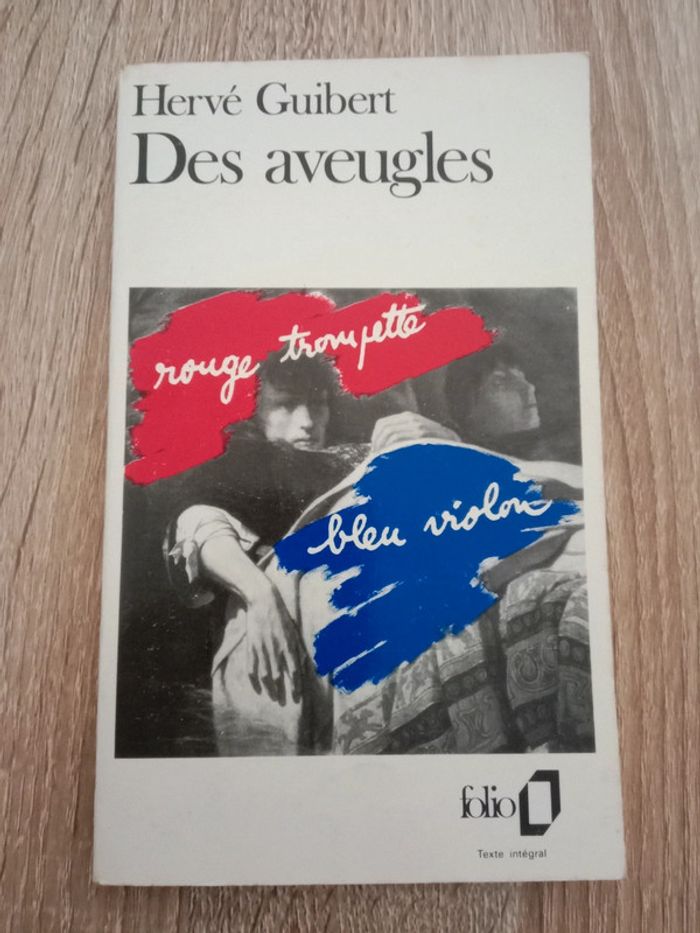 Hervé Guibert
Des aveugles
rouge trompette
bleu violon
folio
Texte intégral